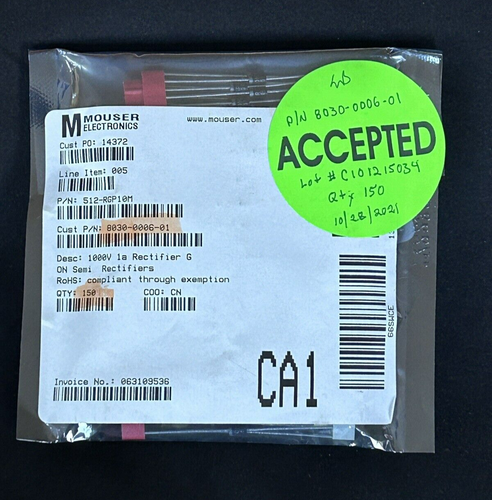 MOUSER
ELECTRONICS
www.mouser.com
Cust PO: 14372
Line Item: 005
P/N: 512-RGP10M
Cust P/N: 8030-0006-01
Desc: 1000V 1a Rectifier G
ON Semi Rectifiers
RoHS: compliant through exemption
QTY: 150
COO: CN
Invoice No.: 063109536
CA1
66SWCE
P/N 8030-0006-01
ACCEPTED
Lot # C101215034
Qty 150
10/28/2021